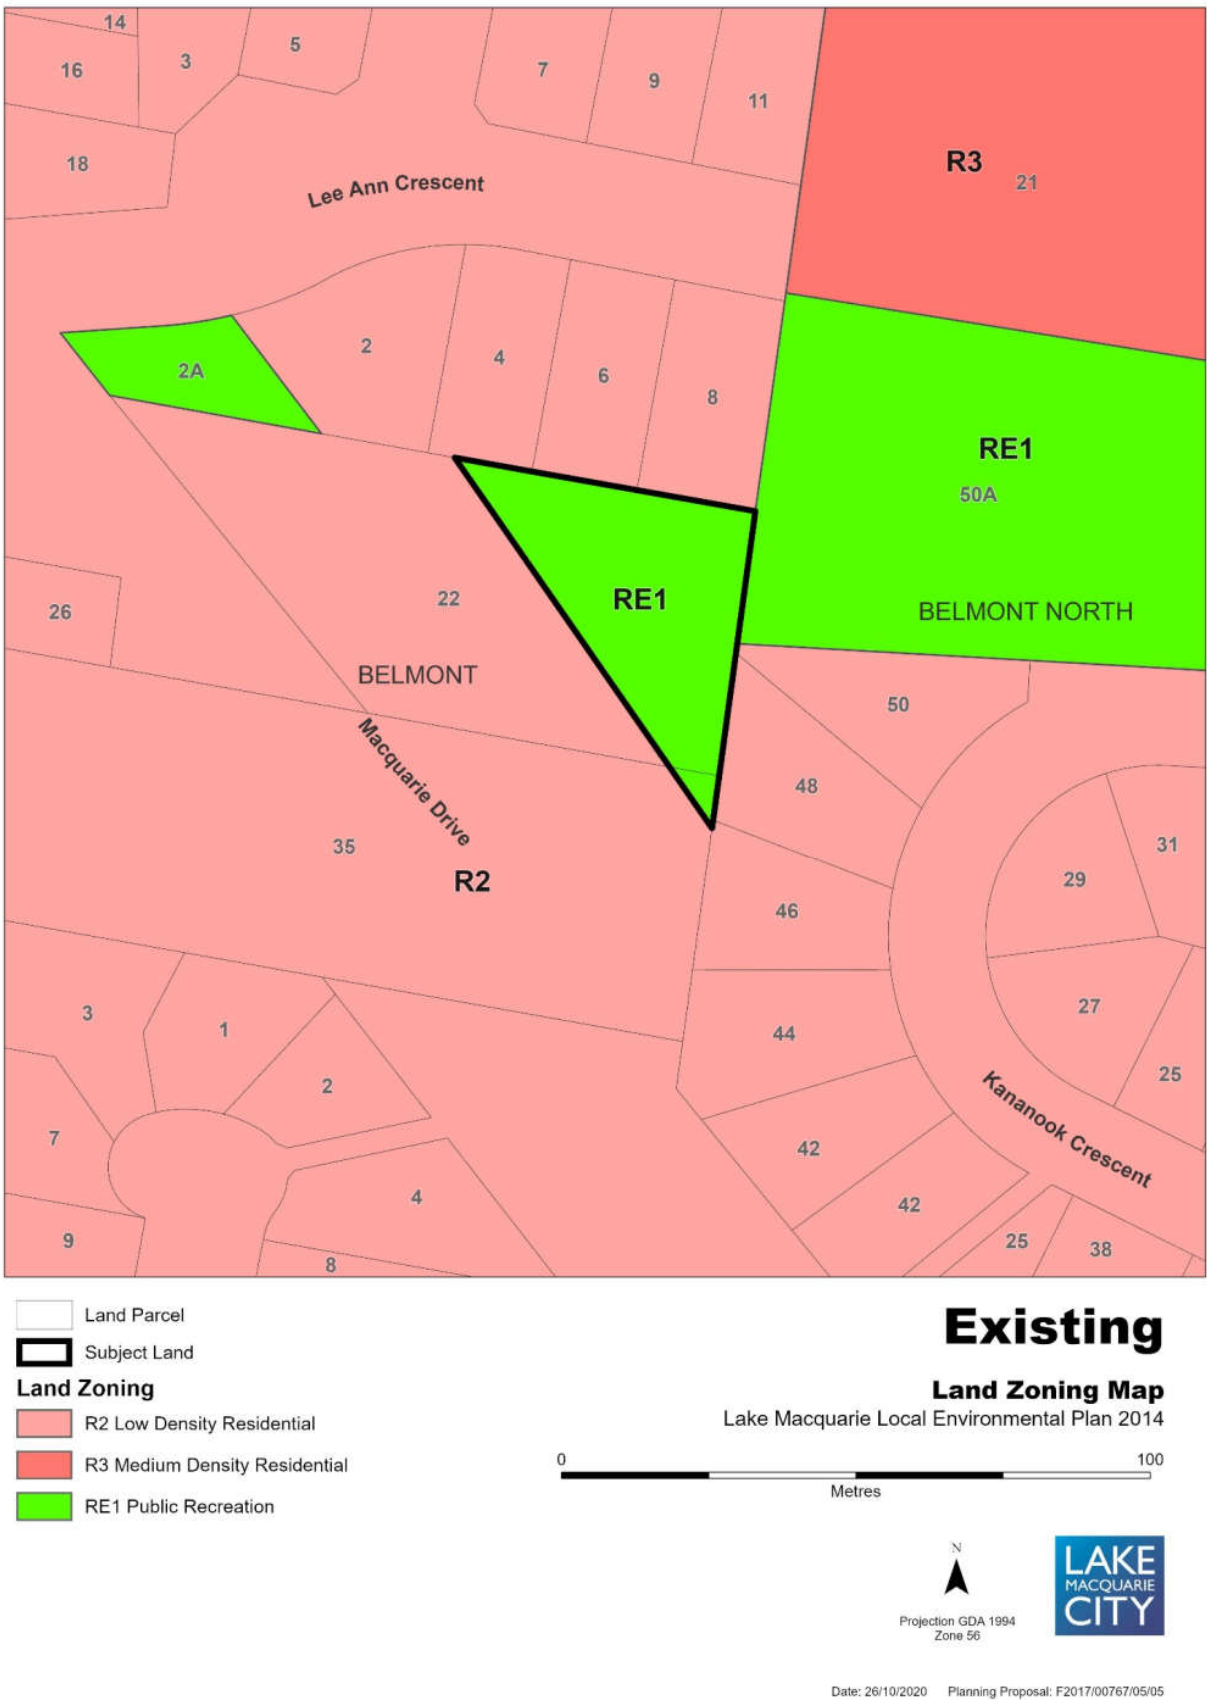 14
16
3
5
7
9
11
18
R3
21
Lee Ann Crescent
2A
2
4
6
8
RE1
50A
RE1
22
26
BELMONT NORTH
BELMONT
50
Macquarie Drive
48
35
R2
31
29
46
3
1
44
27
2
25
Kananook Crescent
7
42
4
42
9
8
25
38
Land Parcel
Subject Land
Land Zoning
R2 Low Density Residential
R3 Medium Density Residential
RE1 Public Recreation
Existing
Land Zoning Map
Lake Macquarie Local Environmental Plan 2014
0 100
Metres
N
Projection GDA 1994
Zone 56
LAKE
MACQUARIE
CITY
Date: 26/10/2020 Planning Proposal: F2017/00767/05/05